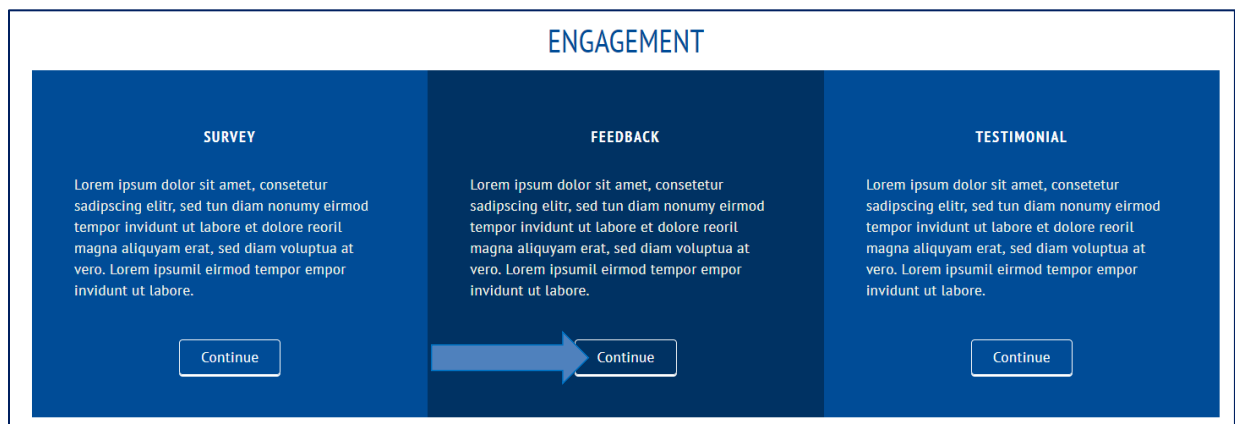 ENGAGEMENT
SURVEY
Lorem ipsum dolor sit amet, consetetur
sadipscing elitr, sed tun diam nonumy eirmod
tempor invidunt ut labore et dolore reoril
magna aliquyam erat, sed diam voluptua at
vero. Lorem ipsumil eirmod tempor empor
invidunt ut labore.
Continue
FEEDBACK
Lorem ipsum dolor sit amet, consetetur
sadipscing elitr, sed tun diam nonumy eirmod
tempor invidunt ut labore et dolore reoril
magna aliquyam erat, sed diam voluptua at
vero. Lorem ipsumil eirmod tempor empor
invidunt ut labore.
Continue
TESTIMONIAL
Lorem ipsum dolor sit amet, consetetur
sadipscing elitr, sed tun diam nonumy eirmod
tempor invidunt ut labore et dolore reoril
magna aliquyam erat, sed diam voluptua at
vero. Lorem ipsumil eirmod tempor empor
invidunt ut labore.
Continue